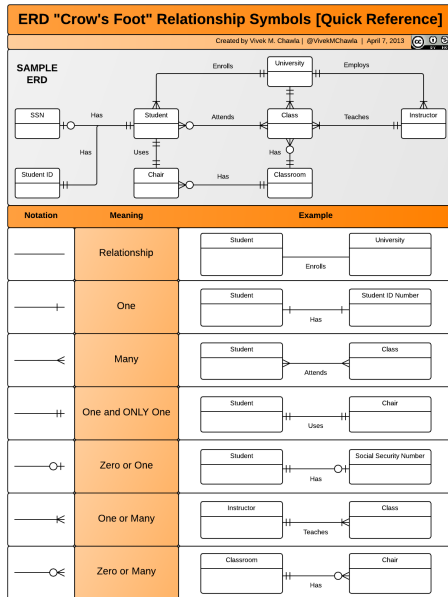 ERD "Crow's Foot" Relationship Symbols [Quick Reference]
Created by Vivek M. Chawla | @VivekMChawla | April 7, 2013
SAMPLE
ERD
Enrolls
University
Employs
SSN
Has
Student
Attends
Class
Teaches
Instructor
Has
Uses
Has
Student ID
Chair
Has
Classroom
Notation
Meaning
Example
Relationship
Student
University
Enrolls
One
Student
Student ID Number
Has
Many
Student
Class
Attends
One and ONLY One
Student
Chair
Uses
Zero or One
Student
Social Security Number
Has
One or Many
Instructor
Class
Teaches
Zero or Many
Classroom
Chair
Has